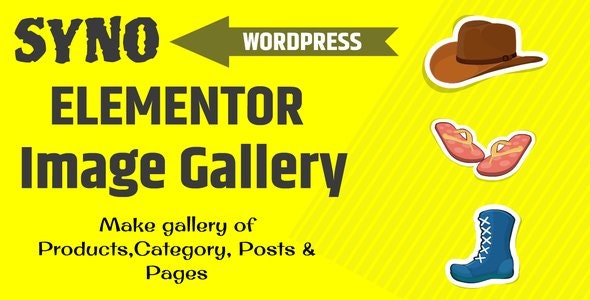 SYNO
WORDPRESS
ELEMENTOR
Image Gallery
Make gallery of
Products,Category, Posts &
Pages